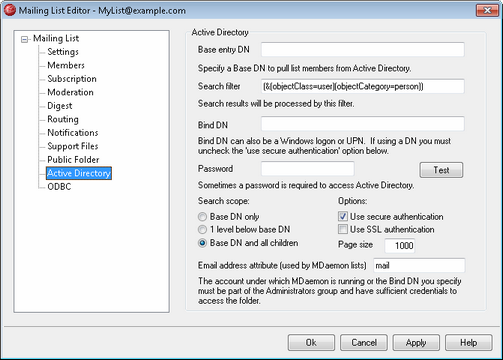 Mailing List Editor - MyList@example.com
Mailing List
Settings
Members
Subscription
Moderation
Digest
Routing
Notifications
Support Files
Public Folder
Active Directory
ODBC
Active Directory
Base entry DN
Specify a Base DN to pull list members from Active Directory.
Search filter (&(objectClass=user)(objectCategory=person))
Search results will be processed by this filter.
Bind DN
Bind DN can also be a Windows logon or UPN. If using a DN you must
uncheck the 'use secure authentication' option below.
Password Test
Sometimes a password is required to access Active Directory.
Search scope: Options:
Base DN only Use secure authentication
1 level below base DN Use SSL authentication
Base DN and all children Page size 1000
Email address attribute (used by MDaemon lists) mail
The account under which MDaemon is running or the Bind DN you specify
must be part of the Administrators group and have sufficient credentials to
access the folder.
Ok Cancel Apply Help